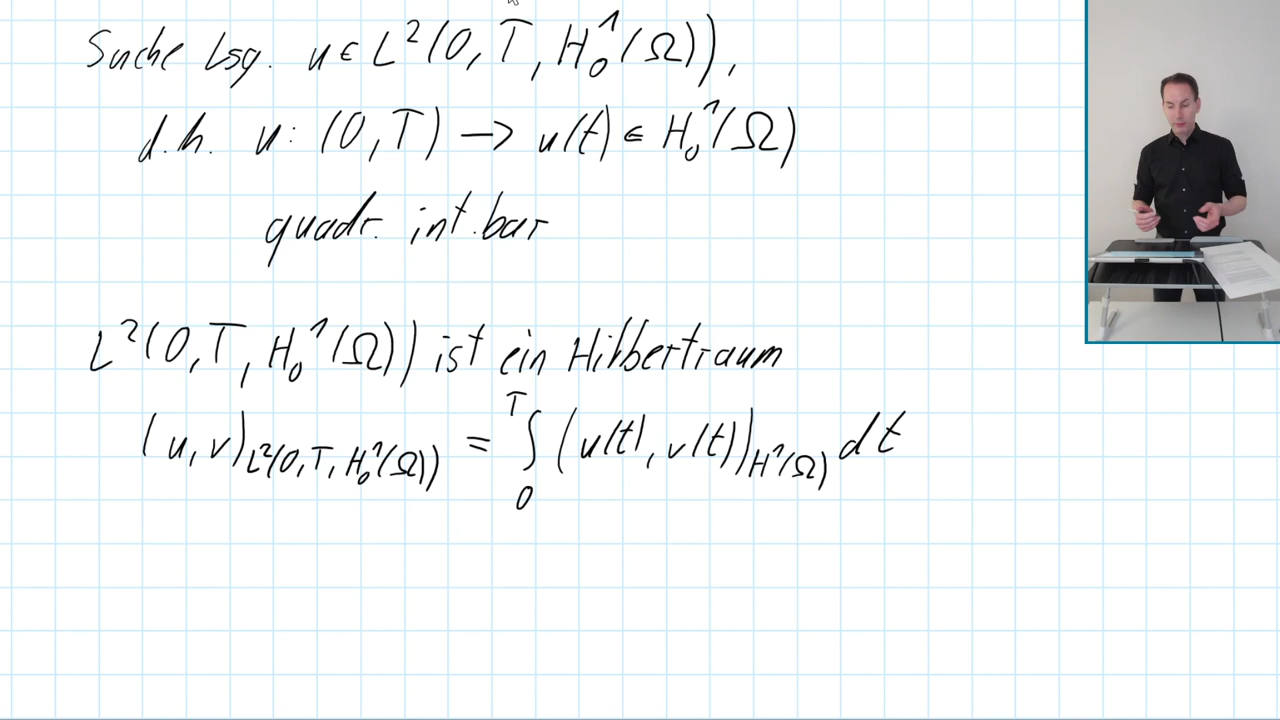 Suche Lsg. u ∈ L²(0, T, H₀¹(Ω)),
d.h. u: (0, T) → u(t) ∈ H₀¹(Ω)
quadr. int.bar
L²(0, T, H₀¹(Ω)) ist ein Hilbertraum
(u, v)_{L²(0, T, H₀¹(Ω))} = ∫₀ᵀ (u(t), v(t))_{H¹(Ω)} dt